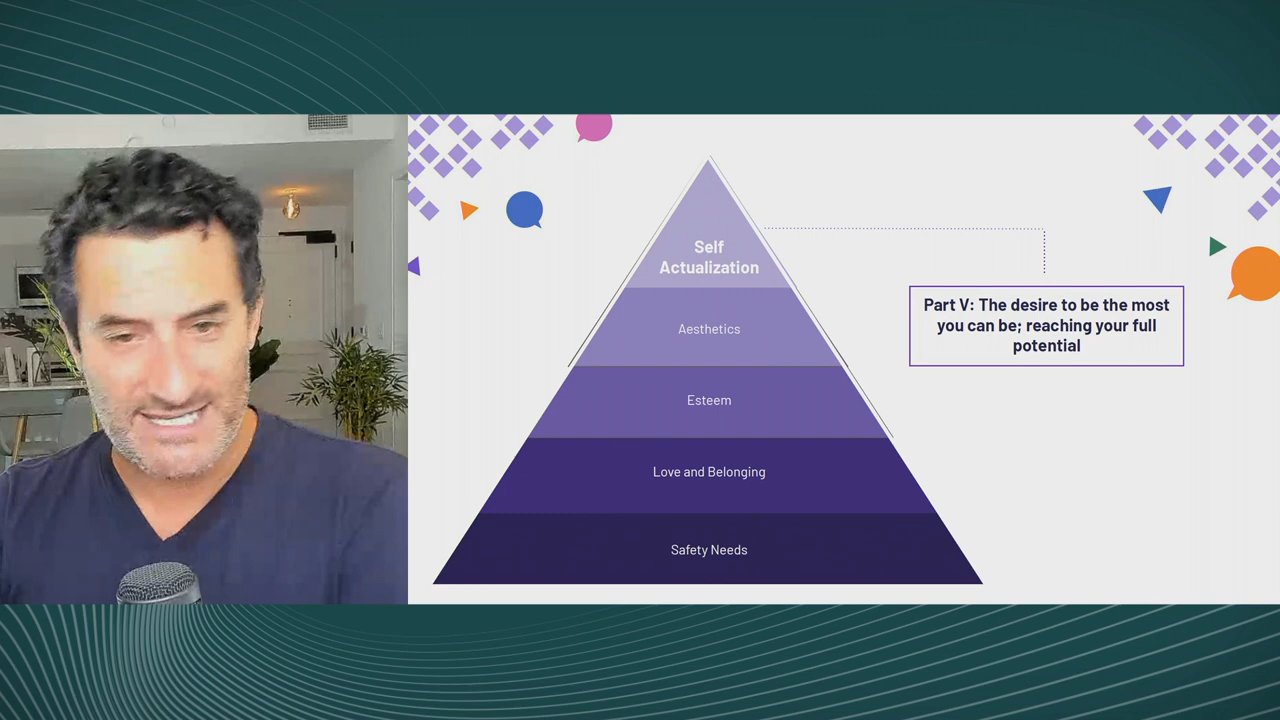 Self
Actualization
Aesthetics
Esteem
Love and Belonging
Safety Needs
Part V: The desire to be the most
you can be; reaching your full
potential